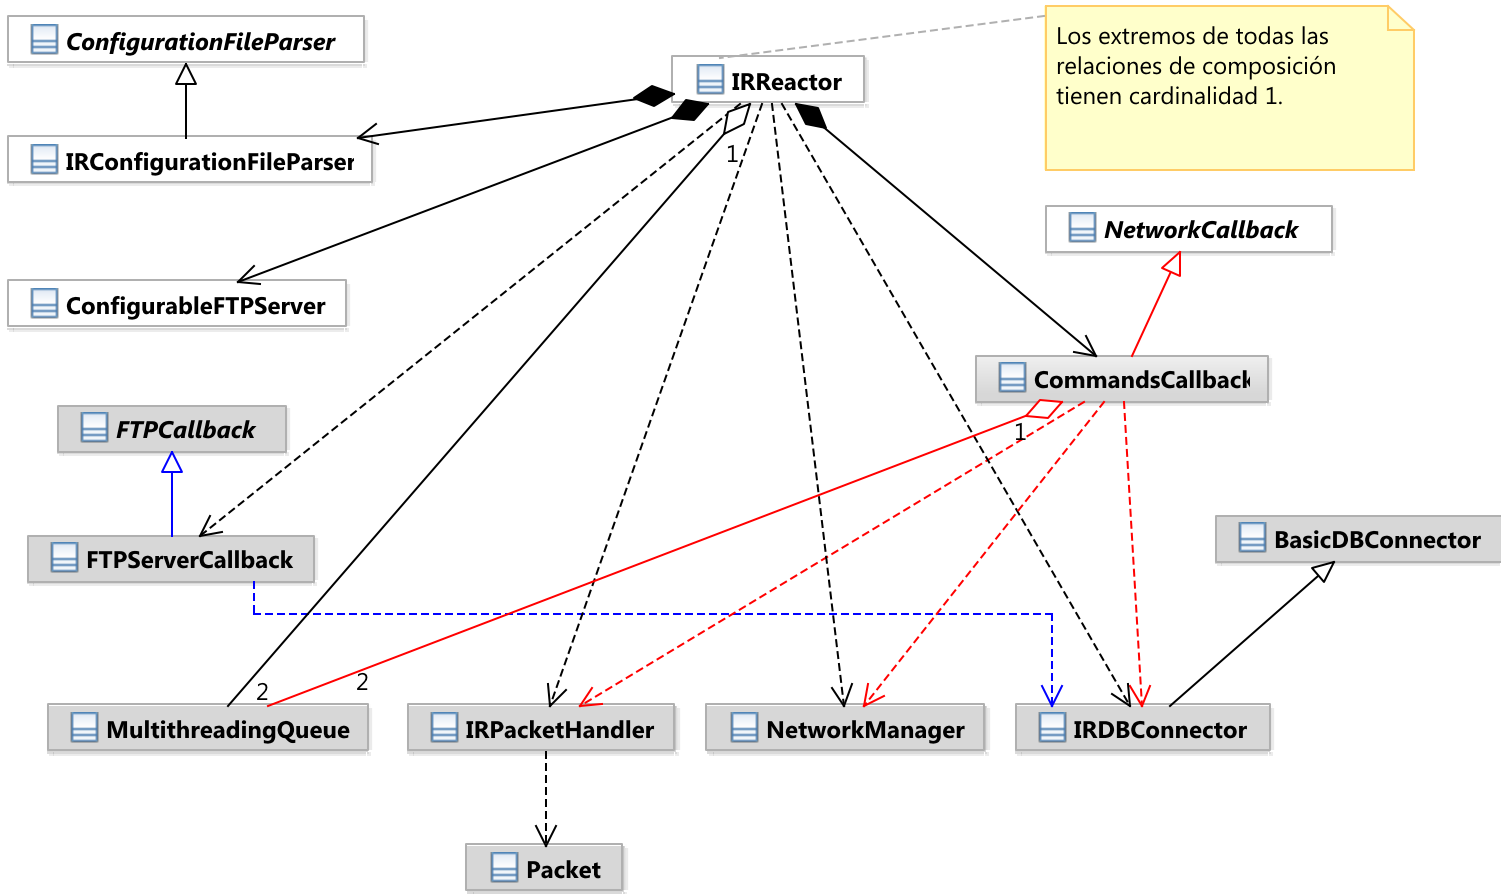 ConfigurationFileParser
IRReactor
Los extremos de todas las
relaciones de composición
tienen cardinalidad 1.
IRConfigurationFileParser
1
NetworkCallback
ConfigurableFTPServer
CommandsCallback
FTPCallback
1
FTPServerCallback
BasicDBConnector
2
2
MultithreadingQueue
IRPacketHandler
NetworkManager
IRDBConnector
Packet